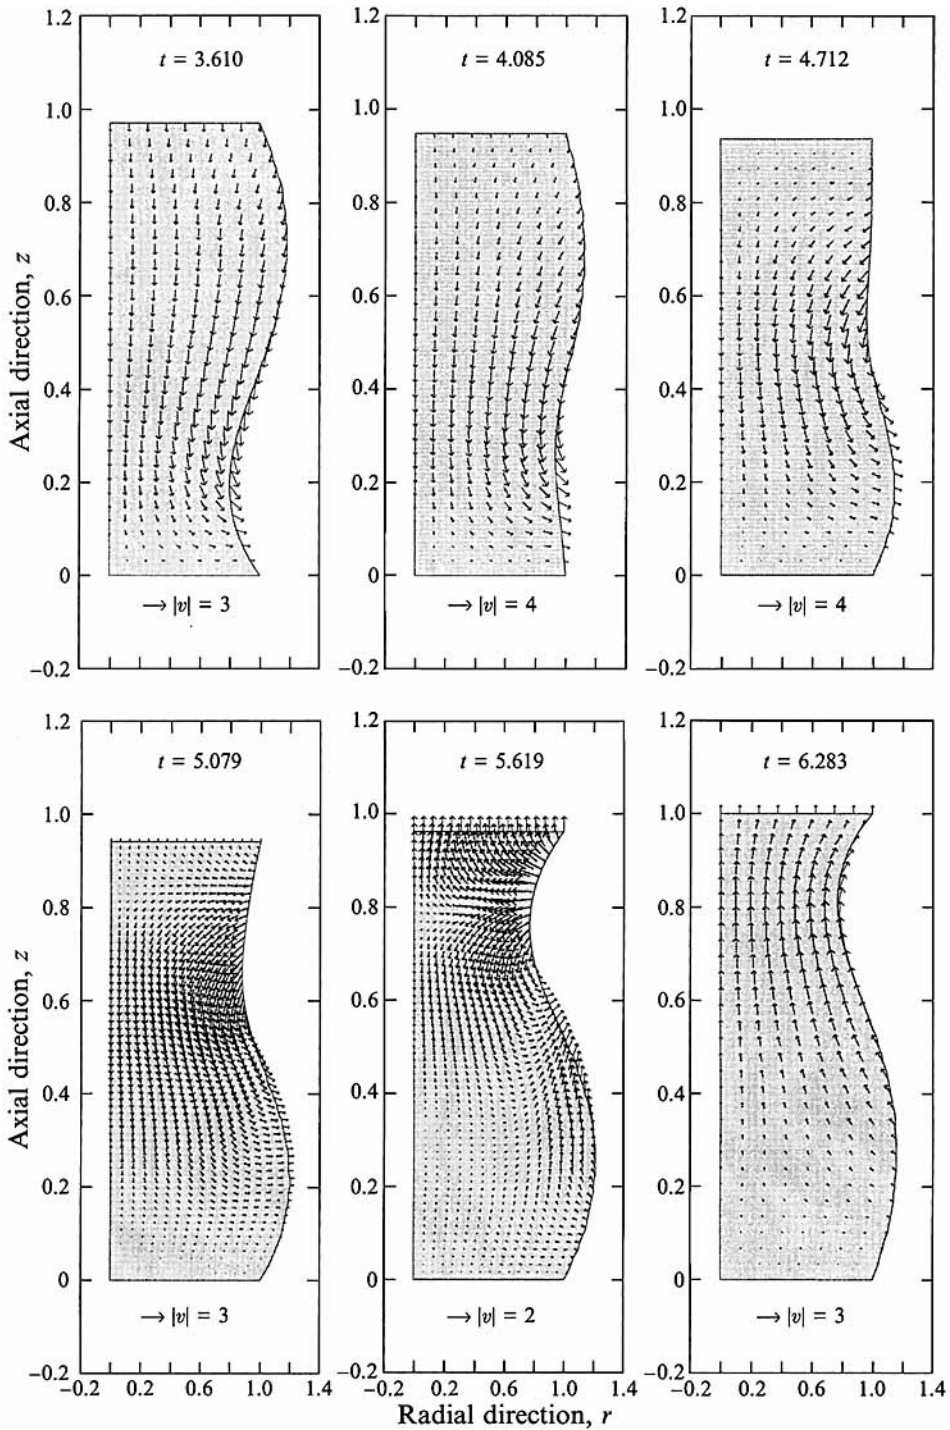 t = 3.610 t = 4.085 t = 4.712
1.2 1.2 1.2
1.0 1.0 1.0
0.8 0.8 0.8
0.6 0.6 0.6
0.4 0.4 0.4
0.2 0.2 0.2
0 0 0
−0.2 −0.2 −0.2
Axial direction, z
→ |v| = 3 → |v| = 4 → |v| = 4
t = 5.079 t = 5.619 t = 6.283
1.2 1.2 1.2
1.0 1.0 1.0
0.8 0.8 0.8
0.6 0.6 0.6
0.4 0.4 0.4
0.2 0.2 0.2
0 0 0
−0.2 −0.2 −0.2
Axial direction, z
→ |v| = 3 → |v| = 2 → |v| = 3
−0.2 0.2 0.6 1.0 1.4 −0.2 0.2 0.6 1.0 1.4 −0.2 0.2 0.6 1.0 1.4
Radial direction, r